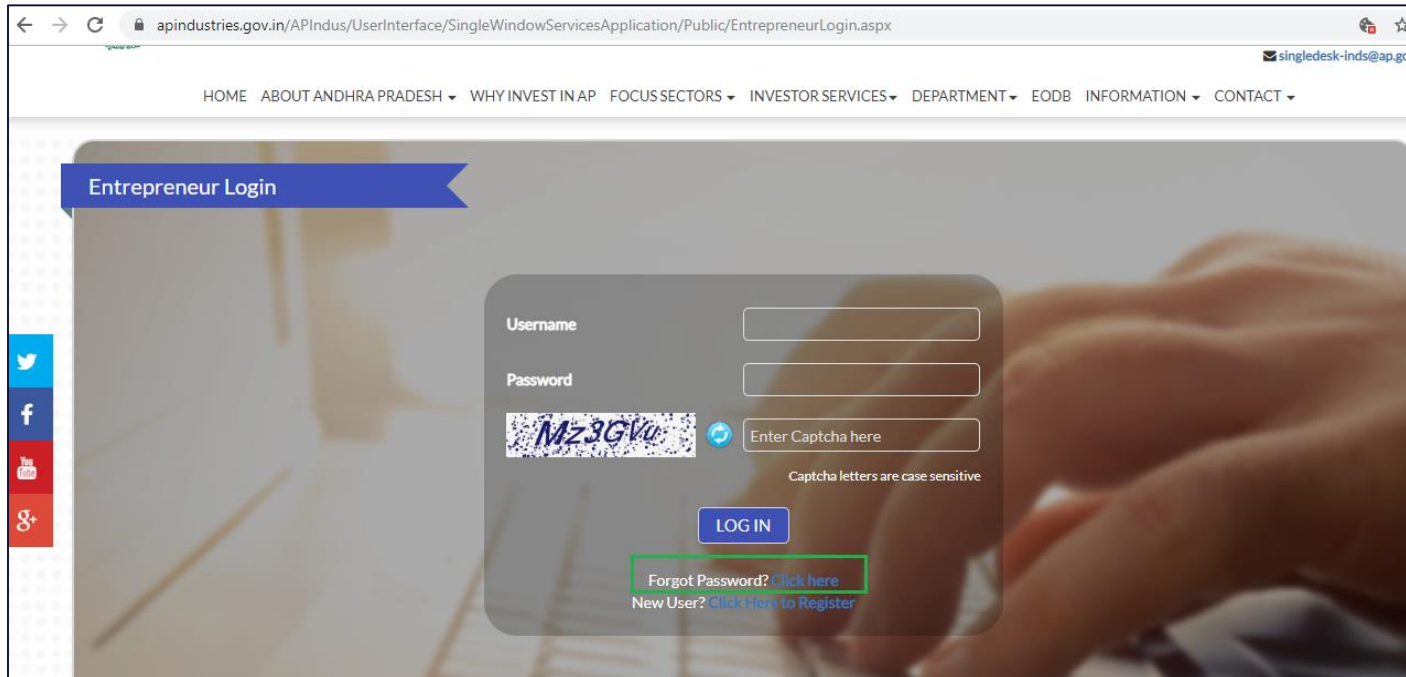 apindustries.gov.in/APIndus/UserInterface/SingleWindowServicesApplication/Public/EntrepreneurLogin.aspx
singledesk-inds@ap.go
HOME ABOUT ANDHRA PRADESH WHY INVEST IN AP FOCUS SECTORS INVESTOR SERVICES DEPARTMENT EODB INFORMATION CONTACT
Entrepreneur Login
Username
Password
Mz3GVu Enter Captcha here
Captcha letters are case sensitive
LOG IN
Forgot Password? Click here
New User? Click Here to Register
f
You Tube
g+